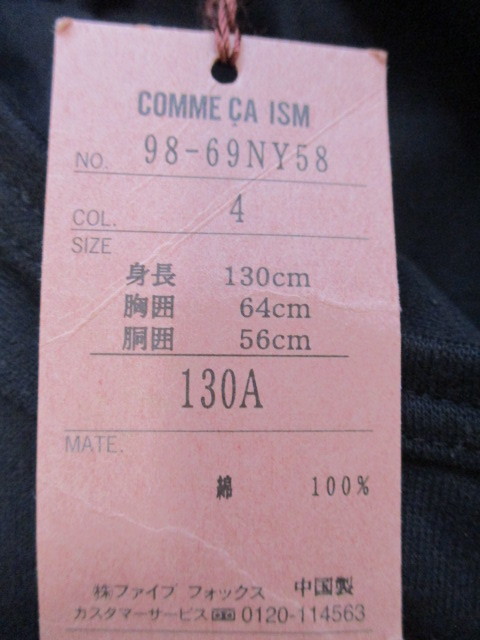 COMME ÇA ISM
NO. 98-69NY58
COL. 4
SIZE
身長 130cm
胸囲 64cm
胴囲 56cm
130A
MATE.
綿 100%
㈱ファイブ フォックス 中国製
カスタマーサービス 0120-114563